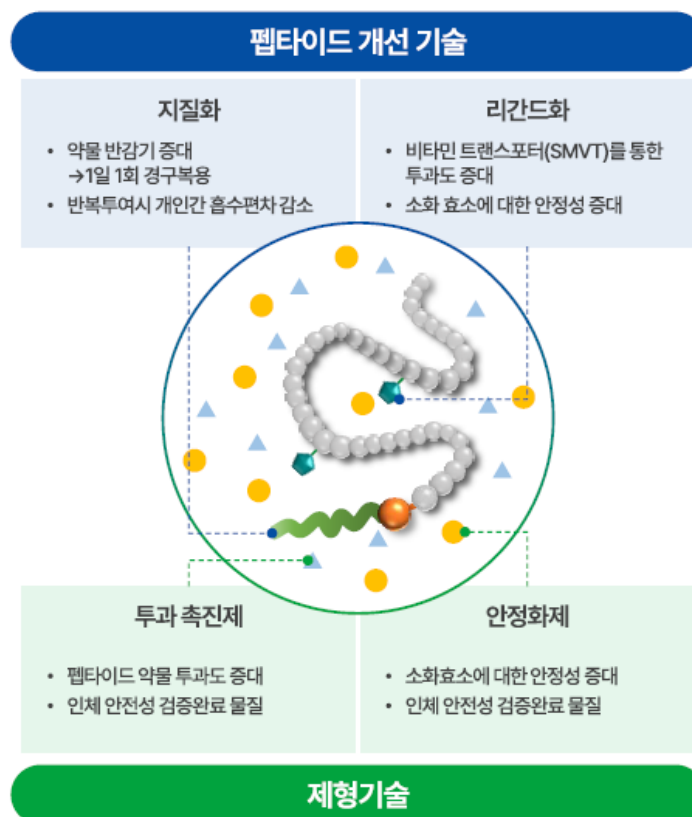 펩타이드 개선 기술
지질화
• 약물 반감기 증대
→1일 1회 경구복용
• 반복투여시 개인간 흡수편차 감소
리간드화
• 비타민 트랜스포터(SMVT)를 통한
투과도 증대
• 소화 효소에 대한 안정성 증대
투과 촉진제
• 펩타이드 약물 투과도 증대
• 인체 안전성 검증완료 물질
안정화제
• 소화효소에 대한 안정성 증대
• 인체 안전성 검증완료 물질
제형기술